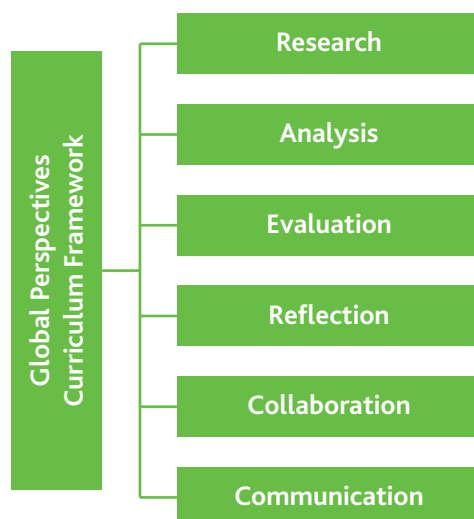 Global Perspectives
Curriculum Framework
Research
Analysis
Evaluation
Reflection
Collaboration
Communication